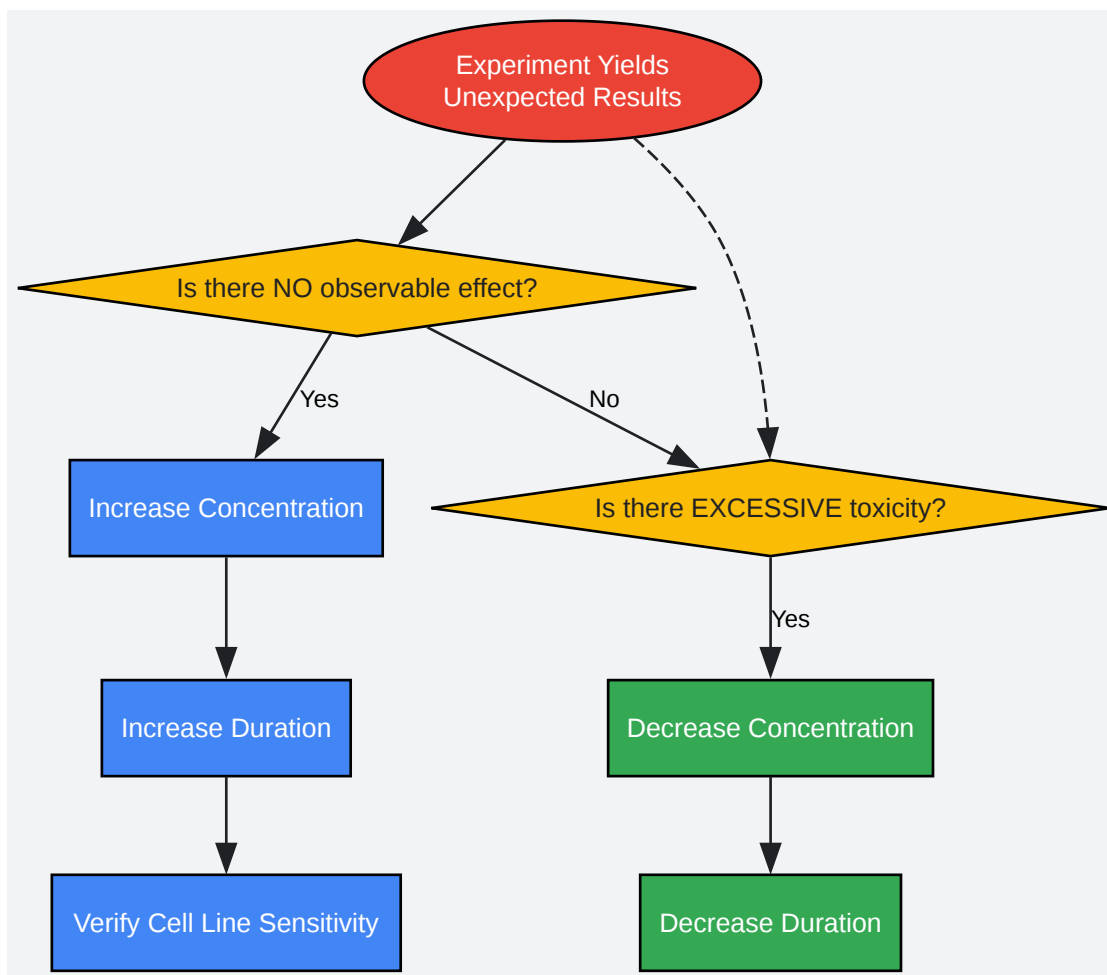 Experiment Yields
Unexpected Results
Is there NO observable effect?
Yes
No
Increase Concentration
Is there EXCESSIVE toxicity?
Yes
Increase Duration
Decrease Concentration
Verify Cell Line Sensitivity
Decrease Duration